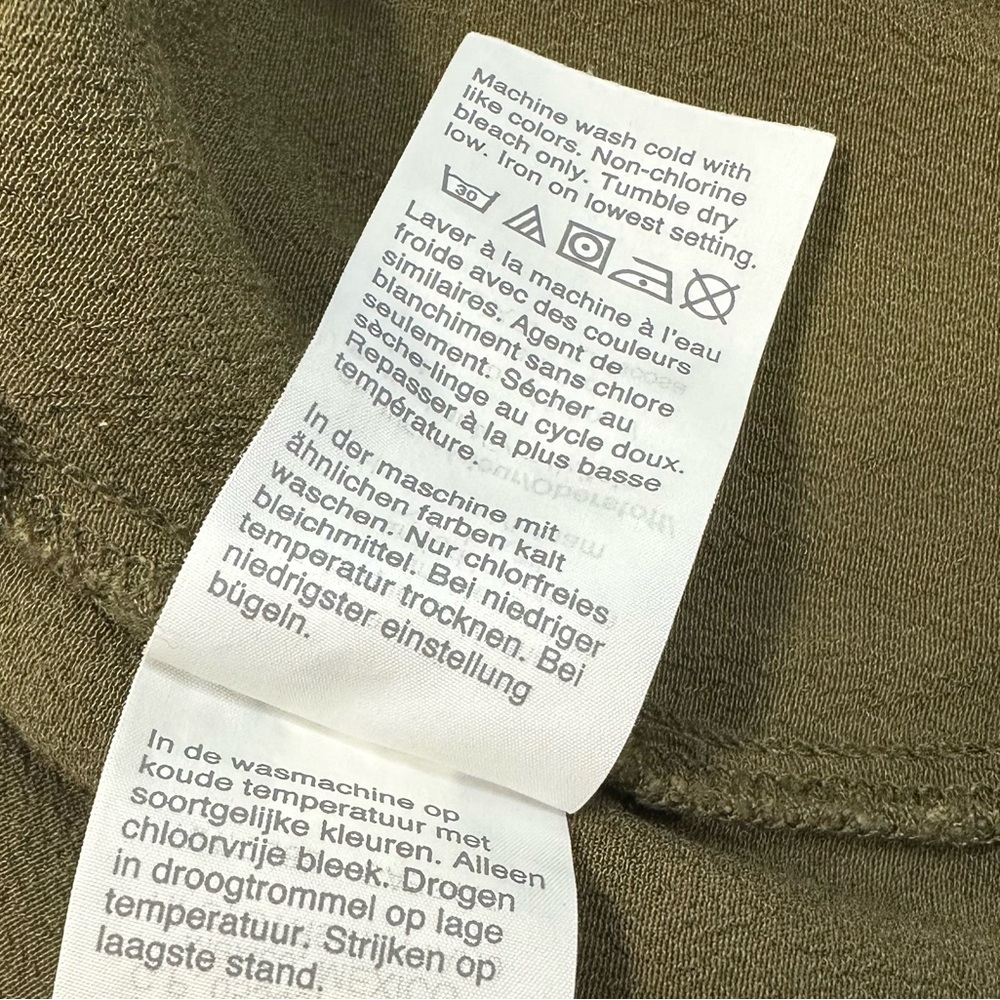 Machine wash cold with
like colors. Non-chlorine
bleach only. Tumble dry
low. Iron on lowest setting.
30
Laver à la machine à l'eau
froide avec des couleurs
similaires. Agent de
blanchiment sans chlore
seulement. Sécher au
sèche-linge au cycle doux.
Repasser à la plus basse
température.
In der maschine mit
ähnlichen farben kalt
waschen. Nur chlorfreies
bleichmittel. Bei niedriger
temperatur trocknen. Bei
niedrigster einstellung
bügeln.
In de wasmachine op
koude temperatuur met
soortgelijke kleuren. Alleen
chloorvrije bleek. Drogen
in droogtrommel op lage
temperatuur. Strijken op
laagste stand.